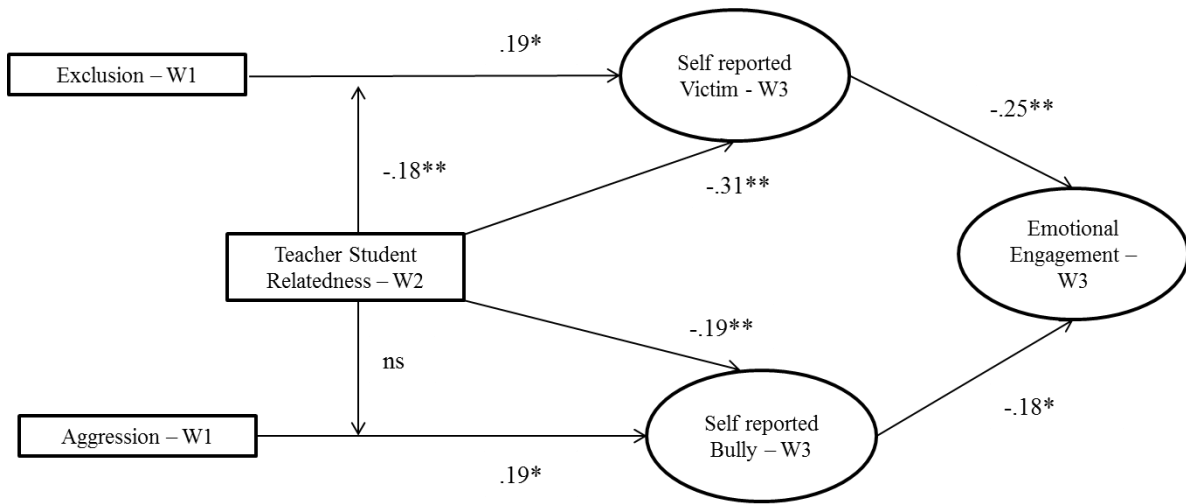 .19*
Exclusion – W1
Self reported
Victim - W3
-.25**
-.18**
-.31**
Teacher Student
Relatedness – W2
Emotional
Engagement –
W3
-.19**
ns
-.18*
Aggression – W1
Self reported
Bully – W3
.19*